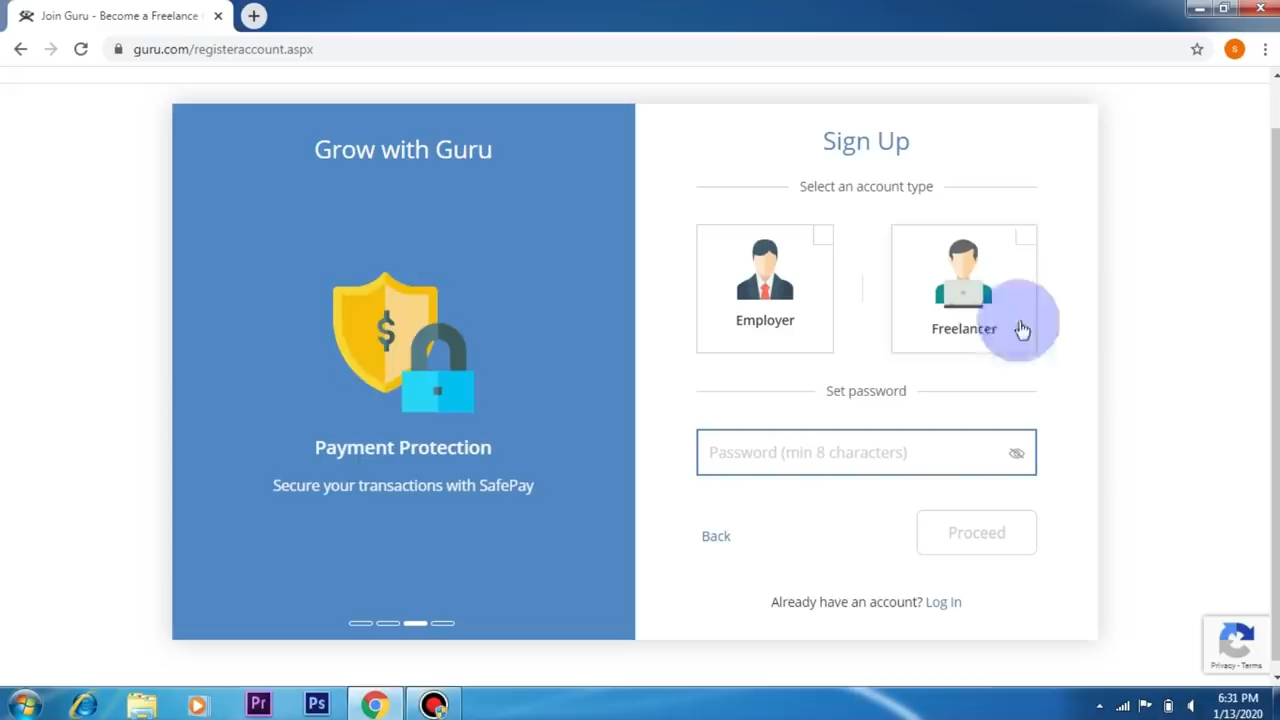 Join Guru - Become a Freelance
guru.com/registeraccount.aspx
S
Grow with Guru
$
Payment Protection
Secure your transactions with SafePay
Sign Up
Select an account type
Employer
Freelancer
Set password
Password (min 8 characters)
Back
Proceed
Already have an account? Log In
Privacy - Terms
Pr
Ps
6:31 PM
1/13/2020